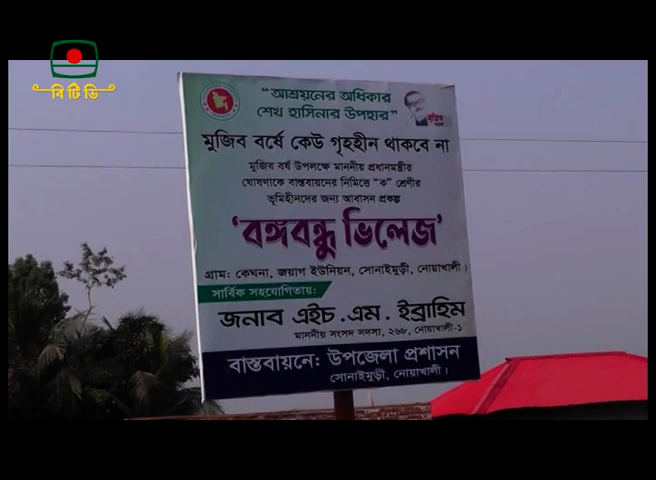 বি টি ভি
“আশ্রয়নের অধিকার
শেখ হাসিনার উপহার”
মুজিব বর্ষে কেউ গৃহহীন থাকবে না
মুজিব বর্ষ উপলক্ষে মাননীয় প্রধানমন্ত্রীর
ঘোষণাকে বাস্তবায়নের নিমিত্তে “ক” শ্রেণীর
ভূমিহীনদের জন্য আবাসন প্রকল্প
‘বঙ্গবন্ধু ভিলেজ’
গ্রাম: কেঘনা, জয়াগ ইউনিয়ন, সোনাইমুড়ী, নোয়াখালী।
সার্বিক সহযোগিতায়:
জনাব এইচ.এম. ইব্রাহিম
মাননীয় সংসদ সদস্য, ২৬৮, নোয়াখালী-১
বাস্তবায়নে: উপজেলা প্রশাসন
সোনাইমুড়ী, নোয়াখালী।